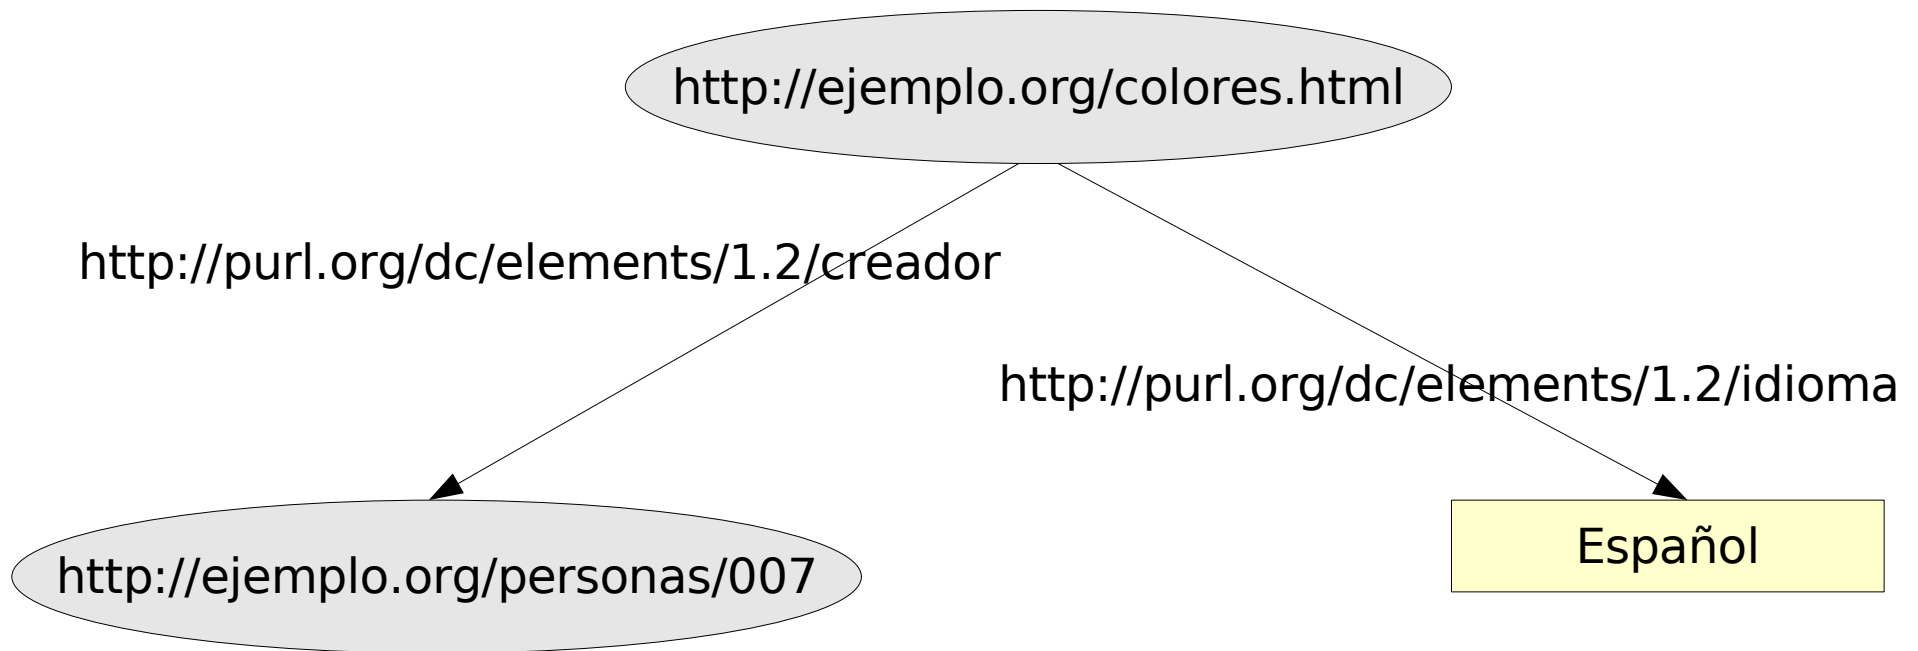 http://ejemplo.org/colores.html
http://purl.org/dc/elements/1.2/creador
http://purl.org/dc/elements/1.2/idioma
http://ejemplo.org/personas/007
Español